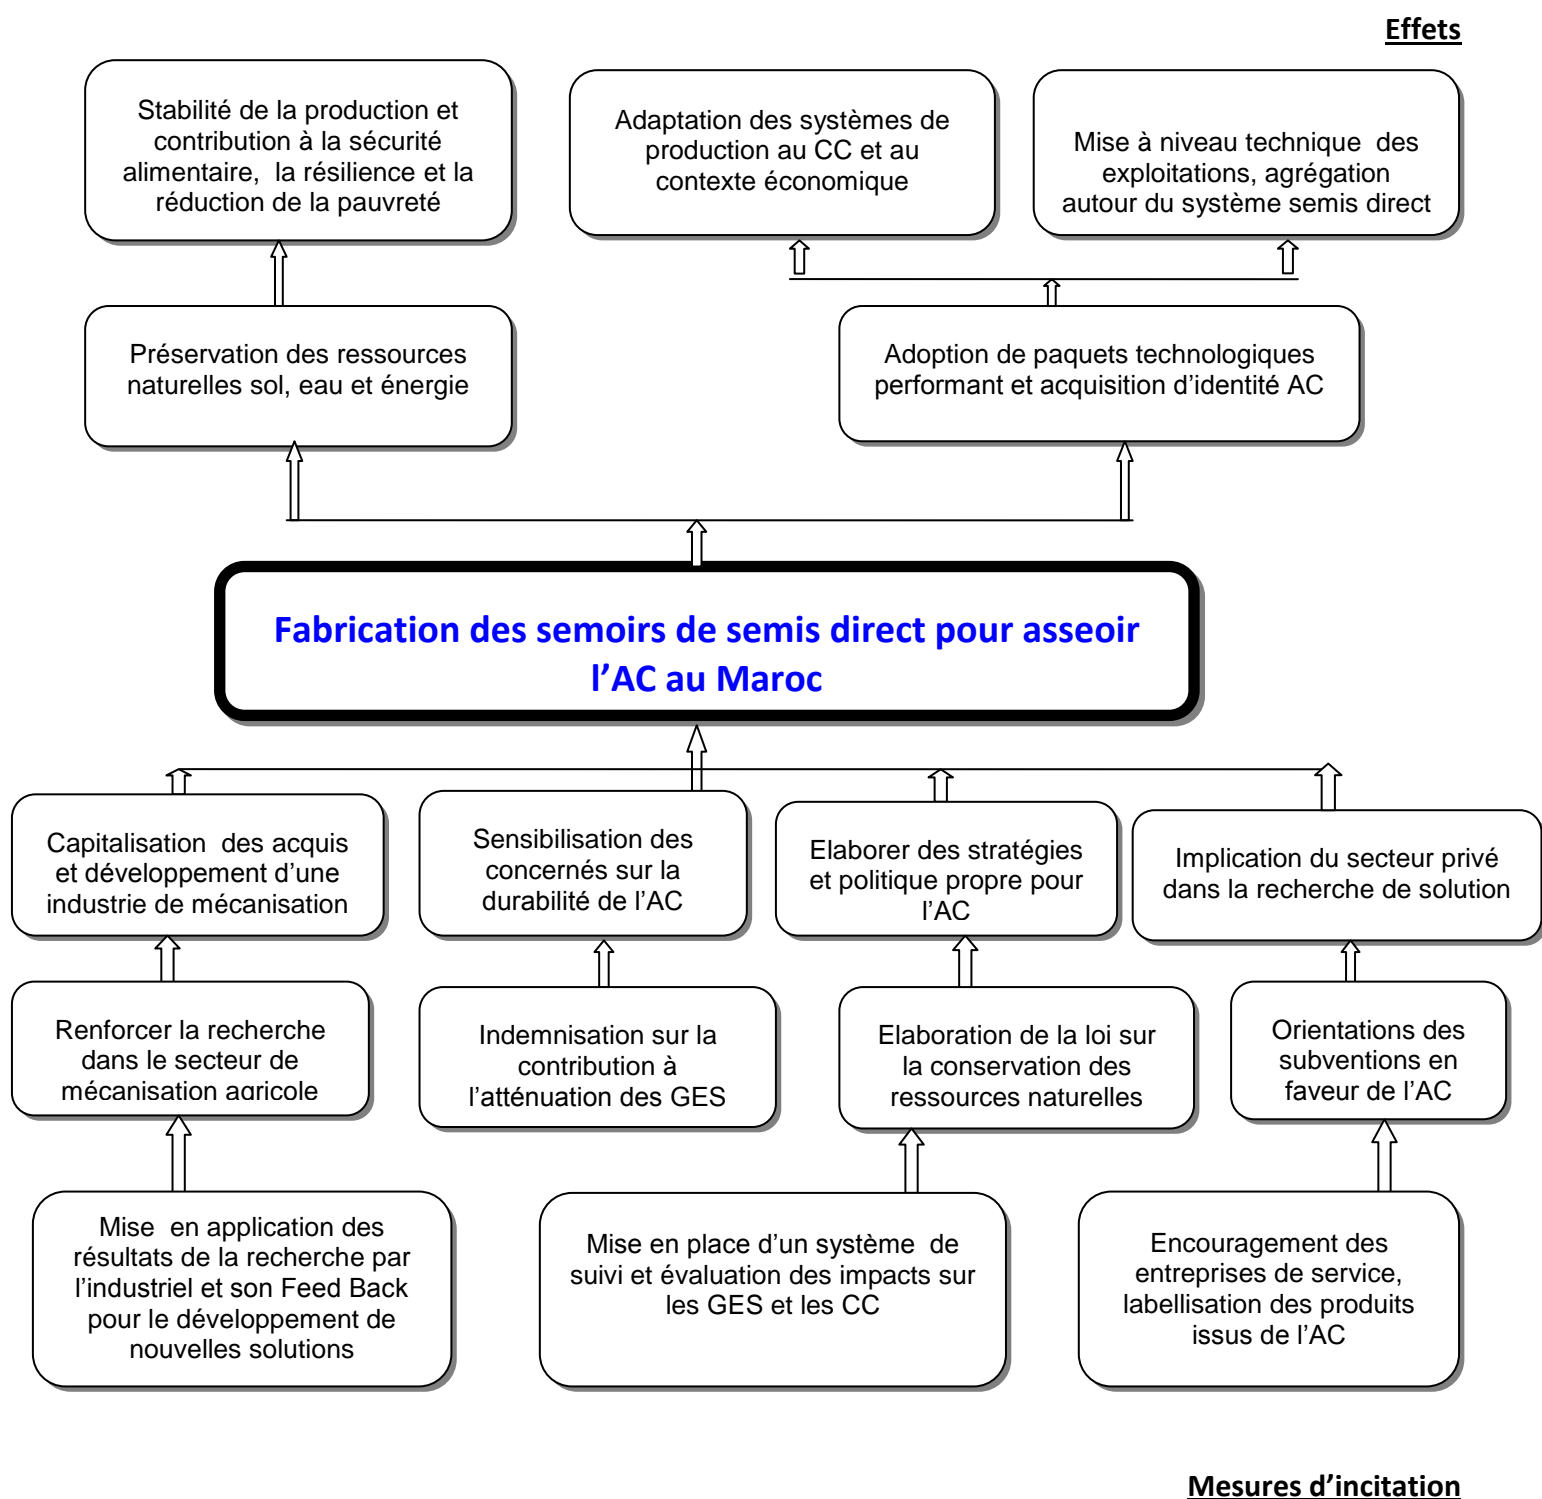 Effets
Stabilité de la production et
contribution à la sécurité
alimentaire, la résilience et la
réduction de la pauvreté
Adaptation des systèmes de
production au CC et au
contexte économique
Mise à niveau technique des
exploitations, agrégation
autour du système semis direct
Préservation des ressources
naturelles sol, eau et énergie
Adoption de paquets technologiques
performant et acquisition d’identité AC
Fabrication des semoirs de semis direct pour asseoir
l’AC au Maroc
Capitalisation des acquis
et développement d’une
industrie de mécanisation
Sensibilisation des
concernés sur la
durabilité de l’AC
Elaborer des stratégies
et politique propre pour
l’AC
Implication du secteur privé
dans la recherche de solution
Renforcer la recherche
dans le secteur de
mécanisation agricole
Indemnisation sur la
contribution à
l’atténuation des GES
Elaboration de la loi sur
la conservation des
ressources naturelles
Orientations des
subventions en
faveur de l’AC
Mise en application des
résultats de la recherche par
l’industriel et son Feed Back
pour le développement de
nouvelles solutions
Mise en place d’un système de
suivi et évaluation des impacts sur
les GES et les CC
Encouragement des
entreprises de service,
labellisation des produits
issus de l’AC
Mesures d’incitation